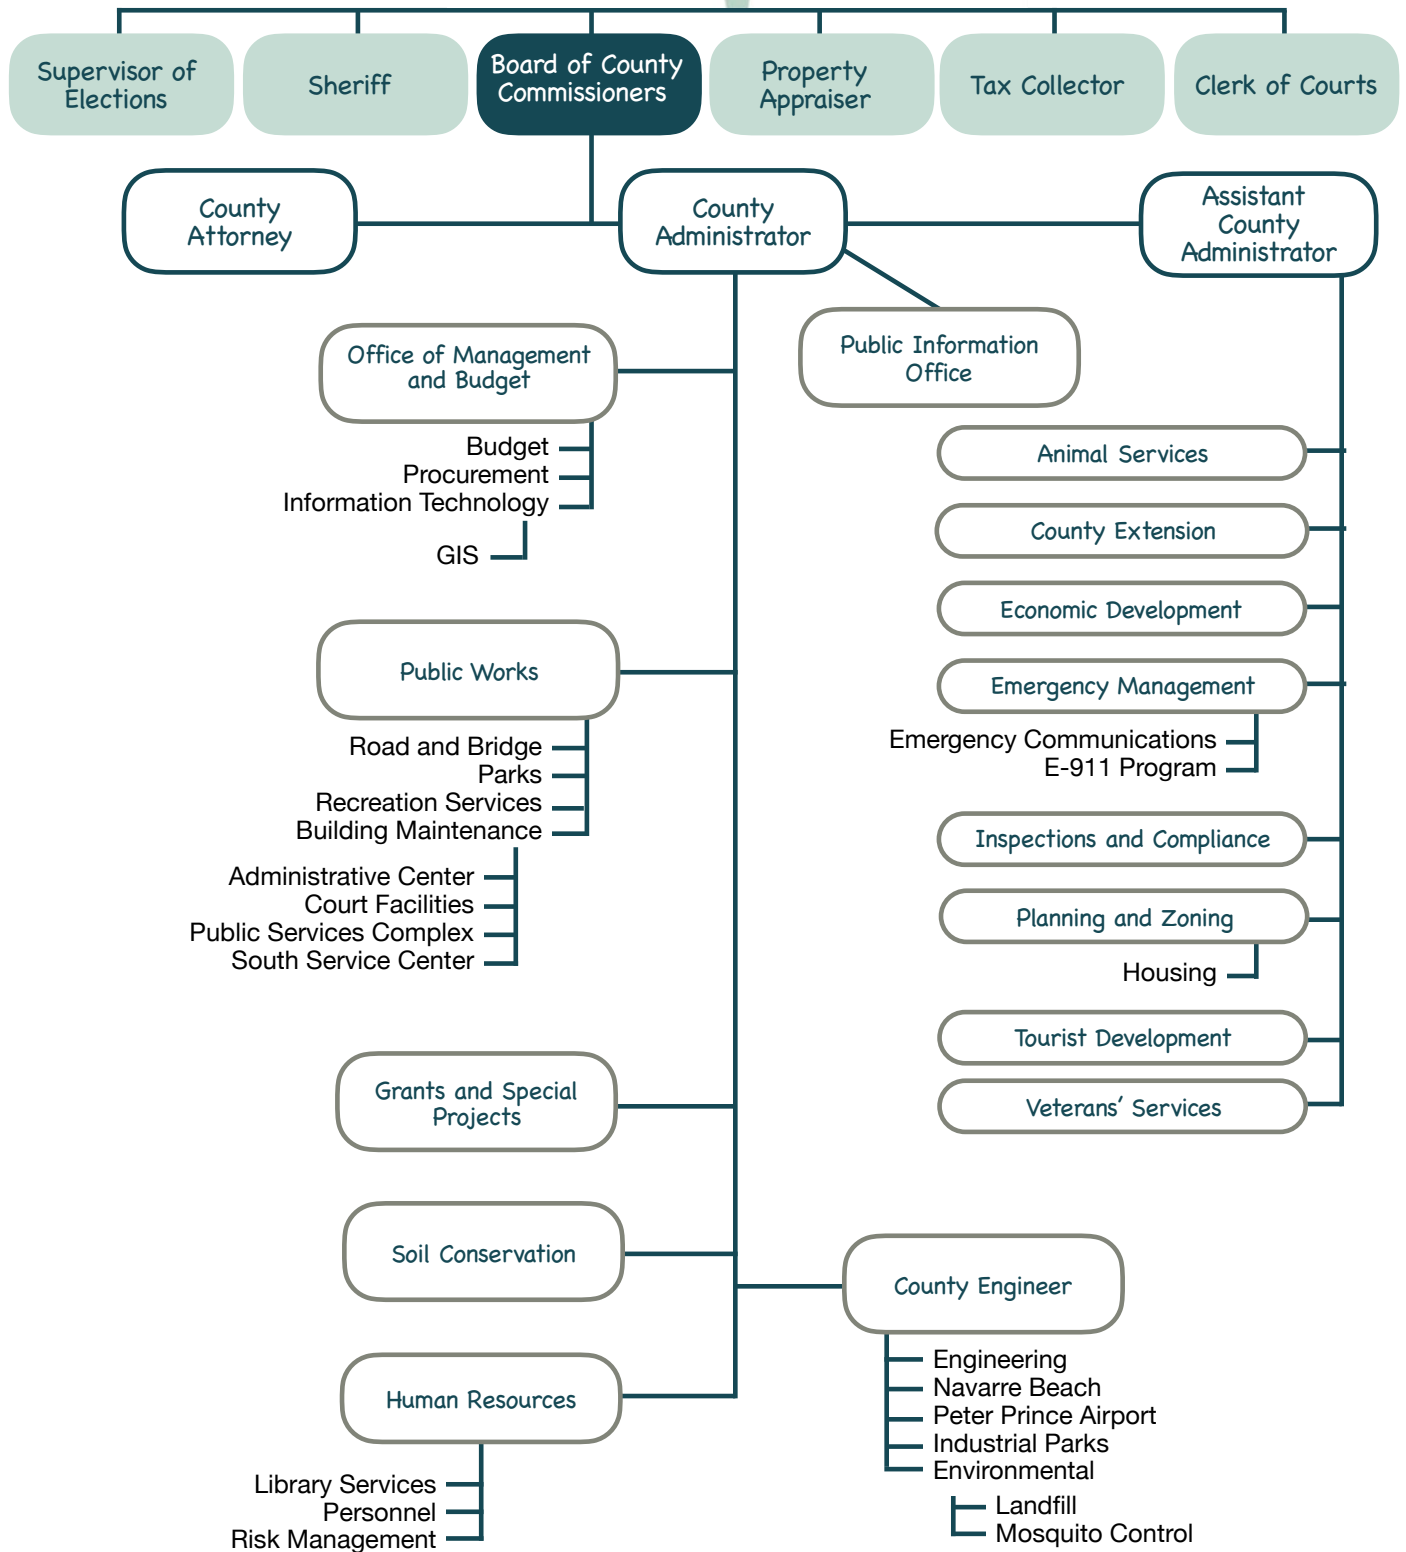 Supervisor of
Elections
Sheriff
Board of County
Commissioners
Property
Appraiser
Tax Collector
Clerk of Courts
County
Attorney
County
Administrator
Assistant
County
Administrator
Office of Management
and Budget
Budget
Procurement
Information Technology
GIS
Public Information
Office
Animal Services
County Extension
Economic Development
Emergency Management
Emergency Communications
E-911 Program
Inspections and Compliance
Planning and Zoning
Housing
Tourist Development
Veterans' Services
Public Works
Road and Bridge
Parks
Recreation Services
Building Maintenance
Administrative Center
Court Facilities
Public Services Complex
South Service Center
Grants and Special
Projects
Soil Conservation
Human Resources
Library Services
Personnel
Risk Management
County Engineer
Engineering
Navarre Beach
Peter Prince Airport
Industrial Parks
Environmental
Landfill
Mosquito Control